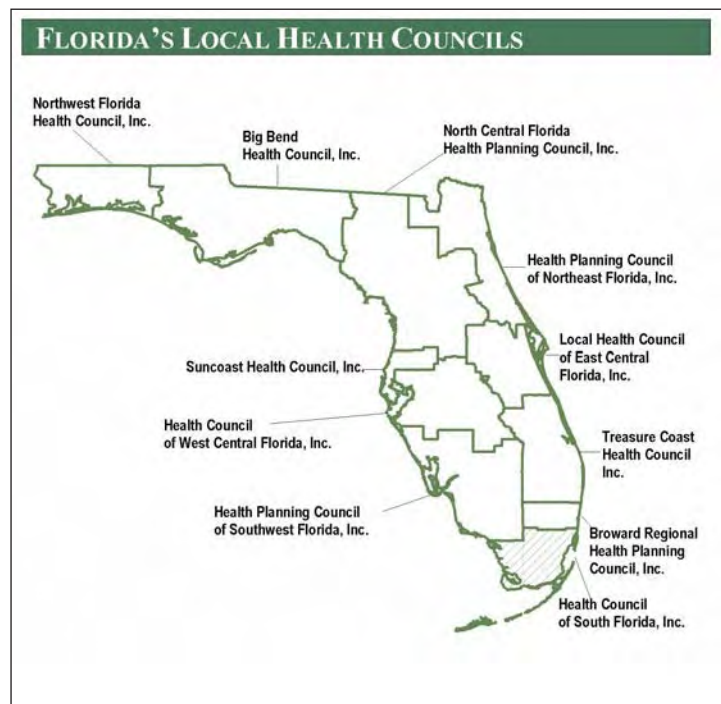 FLORIDA'S LOCAL HEALTH COUNCILS
Northwest Florida
Health Council, Inc.
Big Bend
Health Council, Inc.
North Central Florida
Health Planning Council, Inc.
Health Planning Council
of Northeast Florida, Inc.
Local Health Council
of East Central
Florida, Inc.
Suncoast Health Council, Inc.
Health Council
of West Central Florida, Inc.
Treasure Coast
Health Council
Inc.
Health Planning Council
of Southwest Florida, Inc.
Broward Regional
Health Planning
Council, Inc.
Health Council
of South Florida, Inc.